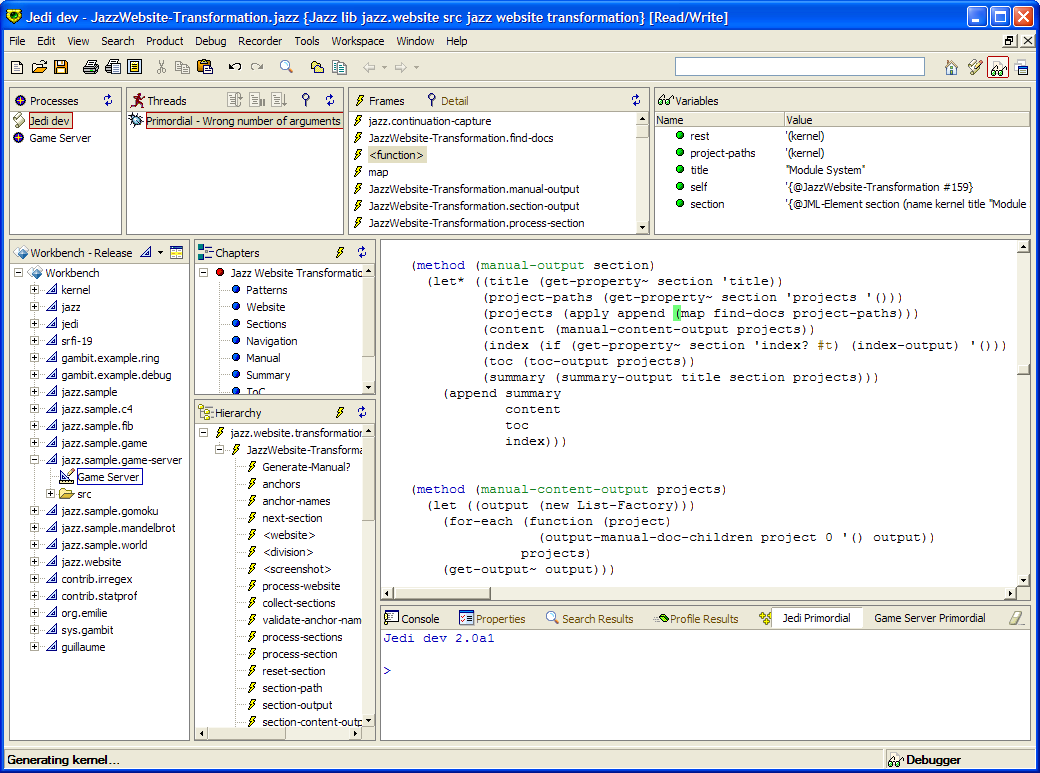 Jedi dev - JazzWebsite-Transformation.jazz {Jazz lib jazz.website src jazz website transformation} [Read/Write]
File Edit View Search Product Debug Recorder Tools Workspace Window Help
Processes
Jedi dev
Game Server
Threads
Primordial - Wrong number of arguments
Frames Detail
jazz.continuation-capture
JazzWebsite-Transformation.find-docs
<function>
map
JazzWebsite-Transformation.manual-output
JazzWebsite-Transformation.section-output
JazzWebsite-Transformation.process-section
Variables
Name Value
rest '(kernel)
project-paths '(kernel)
title "Module System"
self '{@JazzWebsite-Transformation #159}
section '{@JML-Element section (name kernel title "Module
Workbench - Release
Workbench
kernel
jazz
jedi
srfi-19
gambit.example.ring
gambit.example.debug
jazz.sample
jazz.sample.c4
jazz.sample.fib
jazz.sample.game
jazz.sample.game-server
Game Server
src
jazz.sample.gomoku
jazz.sample.mandelbrot
jazz.sample.world
jazz.website
contrib.irregex
contrib.statprof
org.emilie
sys.gambit
guillaume
Chapters
Jazz Website Transformatio
Patterns
Website
Sections
Navigation
Manual
Summary
ToC
Hierarchy
jazz.website.transformation
JazzWebsite-Transforma
Generate-Manual?
anchors
anchor-names
next-section
<website>
<division>
<screenshot>
process-website
collect-sections
validate-anchor-nam
process-sections
process-section
reset-section
section-path
section-output
section-content-outp
(method (manual-output section)
(let* ((title (get-property~ section 'title))
(project-paths (get-property~ section 'projects '()))
(projects (apply append (map find-docs project-paths)))
(content (manual-content-output projects))
(index (if (get-property~ section 'index? #t) (index-output) '()))
(toc (toc-output projects))
(summary (summary-output title section projects)))
(append summary
content
toc
index)))
(method (manual-content-output projects)
(let ((output (new List-Factory)))
(for-each (function (project)
(output-manual-doc-children project 0 '() output))
projects)
(get-output~ output)))
Console Properties Search Results Profile Results Jedi Primordial Game Server Primordial
Jedi dev 2.0a1
>
Generating kernel...
Debugger